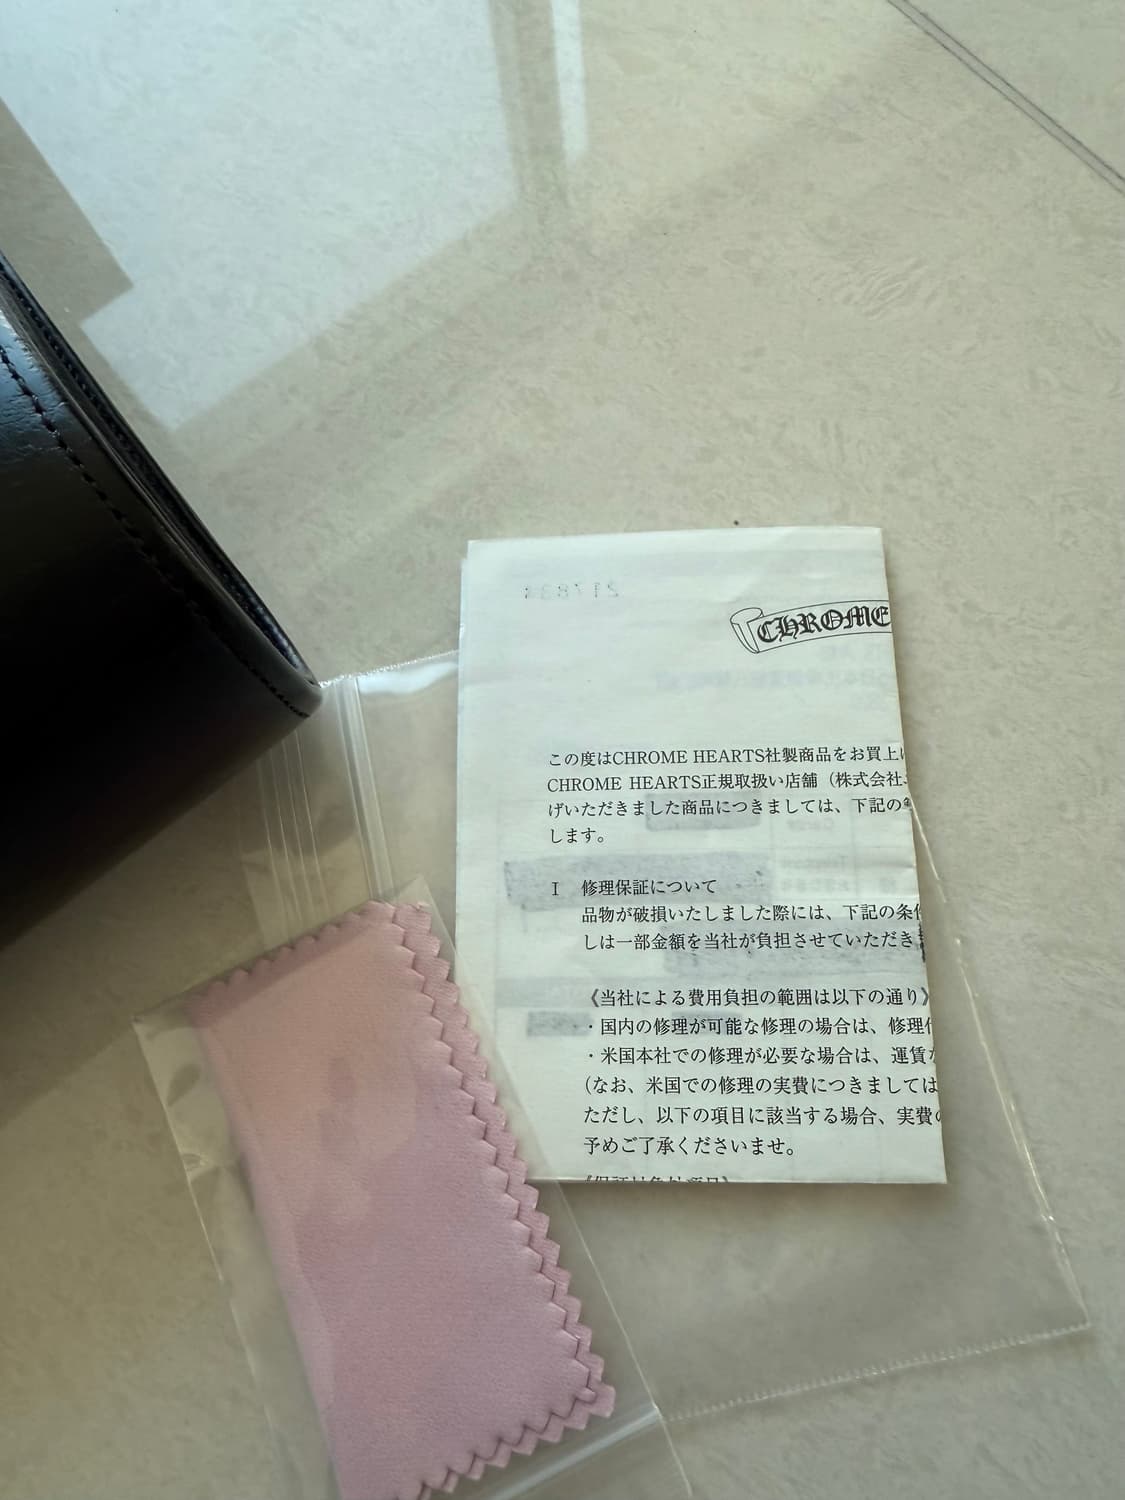 CHROME
この度はCHROME HEARTS社製商品をお買上
CHROME HEARTS正規取扱い店舗（株式会社
げいただきました商品につきましては、下記の
します。
I 修理保証について
品物が破損いたしました際には、下記の条件
しは一部金額を当社が負担させていただき
《当社による費用負担の範囲は以下の通り》
・国内の修理が可能な修理の場合は、修理
・米国本社での修理が必要な場合は、運賃
（なお、米国での修理の実費につきましては
ただし、以下の項目に該当する場合、実費
予めご了承くださいませ。